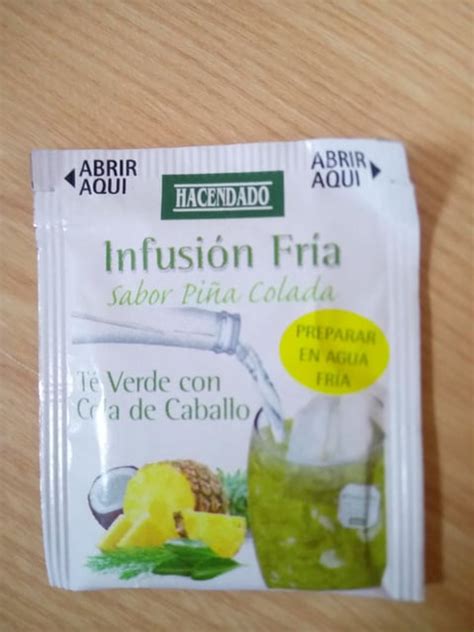 ABRIR
AQUI
ABRIR
AQUI
HACENDADO
Infusión Fría
Sabor Piña Colada
PREPARAR
EN AGUA
FRÍA
Té Verde con
Cola de Caballo